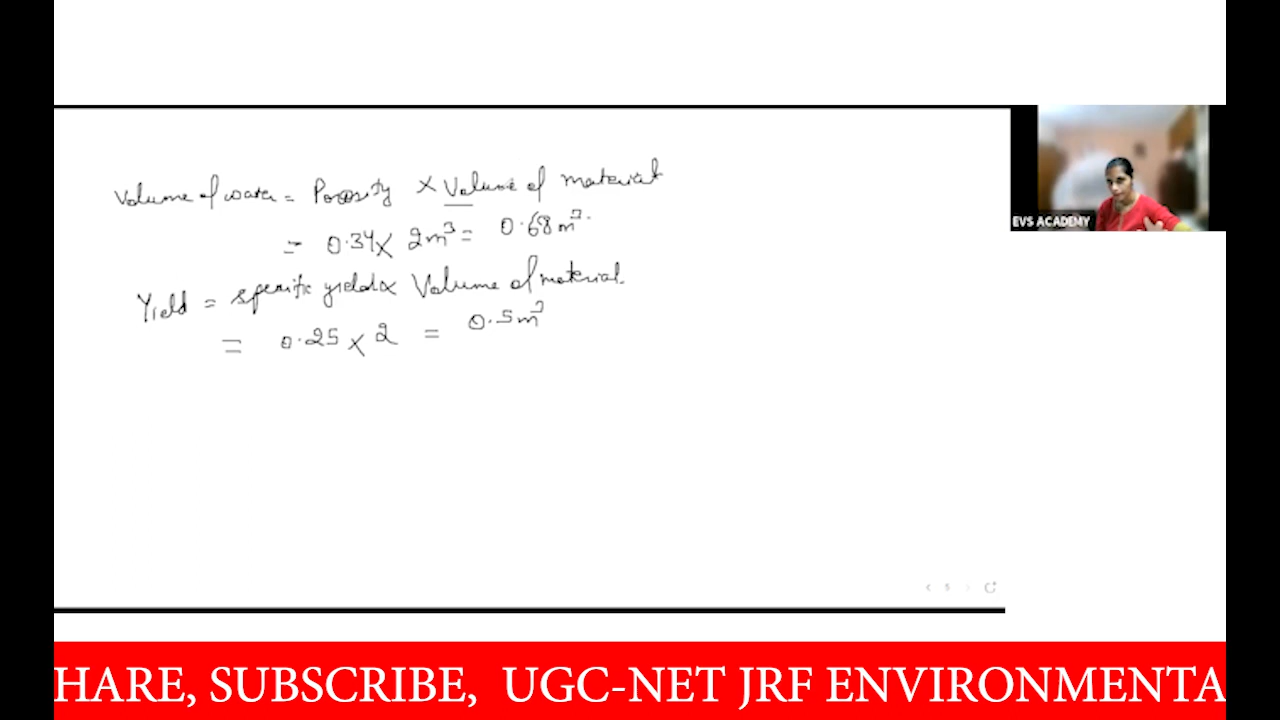 Volume of water = Porosity × Volume of material
= 0.34 × 2m³ = 0.68 m³.
Yield = specific yield × Volume of material.
= 0.25 × 2 = 0.5 m³
EVS ACADEMY
HARE, SUBSCRIBE, UGC-NET JRF ENVIRONMENTA